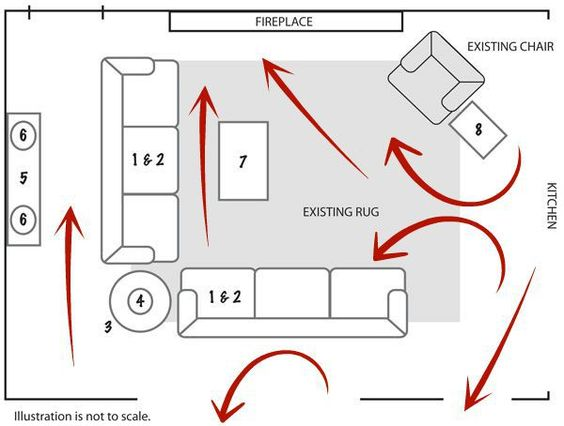 FIREPLACE
EXISTING CHAIR
8
6
1 & 2
7
5
KITCHEN
EXISTING RUG
6
1 & 2
4
3
Illustration is not to scale.